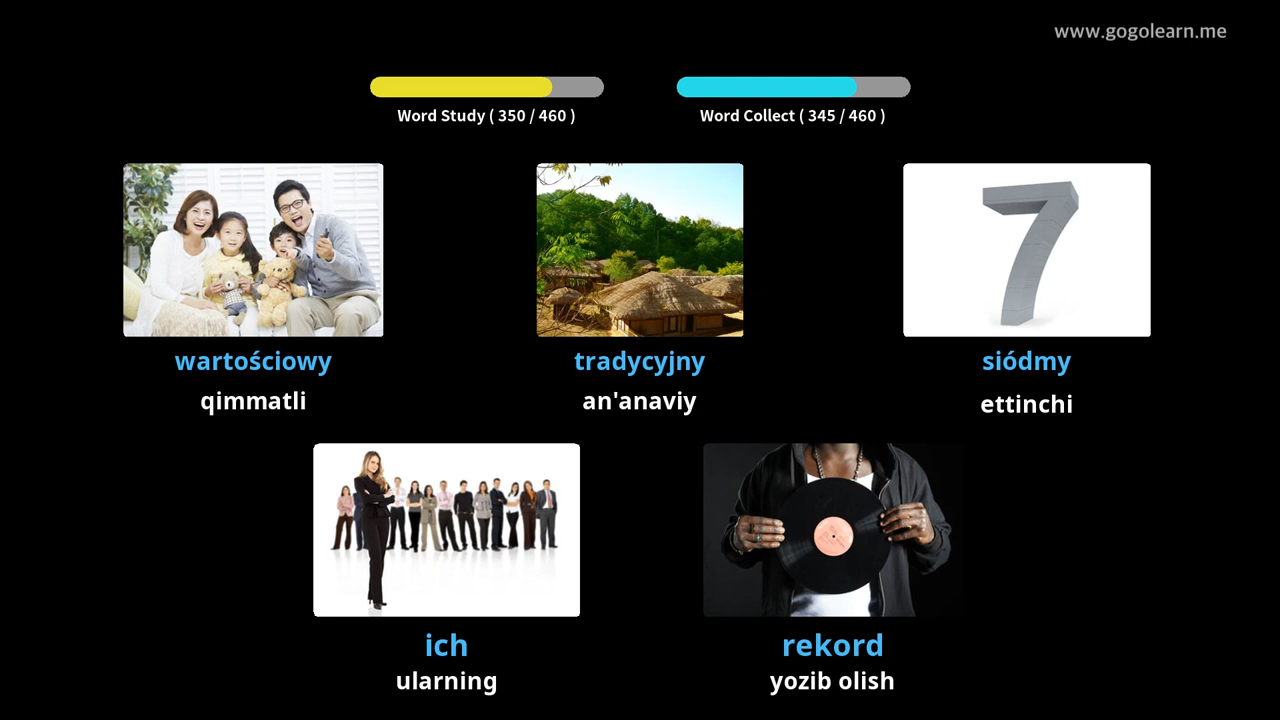 www.gogolearn.me
Word Study ( 350 / 460 )
Word Collect ( 345 / 460 )
wartościowy
qimmatli
tradycyjny
an'anaviy
siódmy
ettinchi
ich
ularning
rekord
yozib olish